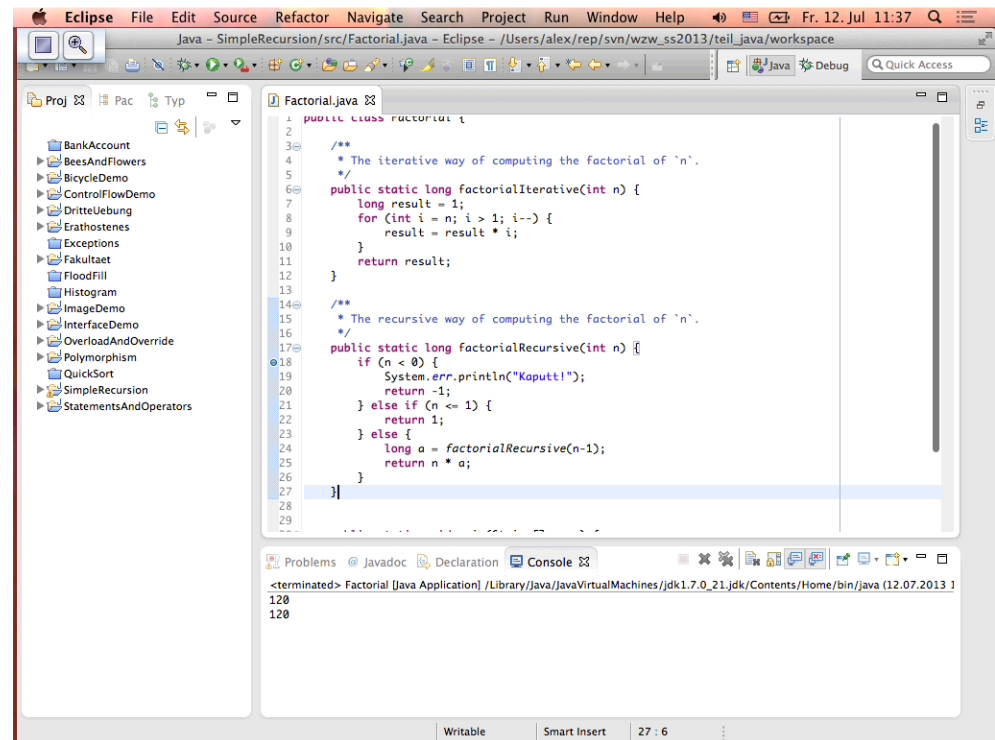 Eclipse File Edit Source Refactor Navigate Search Project Run Window Help Fr. 12. Jul 11:37
Java – SimpleRecursion/src/Factorial.java – Eclipse – /Users/alex/rep/svn/wzw_ss2013/teil_java/workspace
Java Debug Quick Access
Proj Pac Typ
BankAccount
BeesAndFlowers
BicycleDemo
ControlFlowDemo
DritteUebung
Erathostenes
Exceptions
Fakultaet
FloodFill
Histogram
ImageDemo
InterfaceDemo
OverloadAndOverride
Polymorphism
QuickSort
SimpleRecursion
StatementsAndOperators
Factorial.java
1 public class Factorial {
2
3 /**
4 * The iterative way of computing the factorial of `n`.
5 */
6 public static long factorialIterative(int n) {
7 long result = 1;
8 for (int i = n; i > 1; i--) {
9 result = result * i;
10 }
11 return result;
12 }
13
14 /**
15 * The recursive way of computing the factorial of `n`.
16 */
17 public static long factorialRecursive(int n) {
18 if (n < 0) {
19 System.err.println("Kaputt!");
20 return -1;
21 } else if (n <= 1) {
22 return 1;
23 } else {
24 long a = factorialRecursive(n-1);
25 return n * a;
26 }
27 }
28
29
Problems @ Javadoc Declaration Console
<terminated> Factorial [Java Application] /Library/Java/JavaVirtualMachines/jdk1.7.0_21.jdk/Contents/Home/bin/java (12.07.2013 1
120
120
Writable Smart Insert 27 : 6